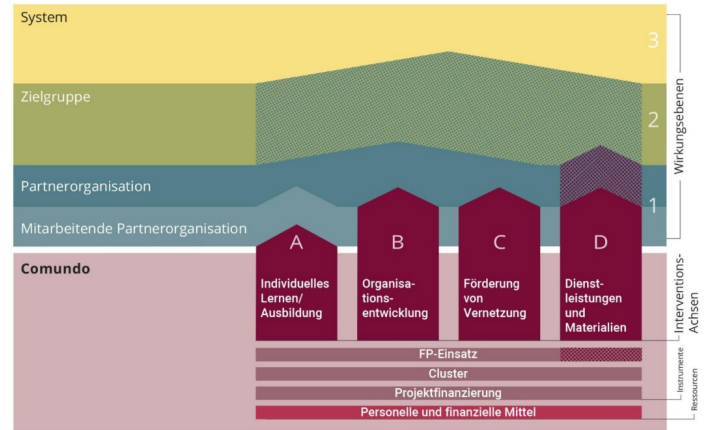 System
3
Zielgruppe
2
Partnerorganisation
1
Mitarbeitende Partnerorganisation
Wirkungsebenen
Comundo
A
Individuelles
Lernen/
Ausbildung
B
Organisa-
tions-
entwicklung
C
Förderung
von
Vernetzung
D
Dienst-
leistungen
und
Materialien
Interventions-
Achsen
FP-Einsatz
Cluster
Projektfinanzierung
Personelle und finanzielle Mittel
Instrumente
Ressourcen